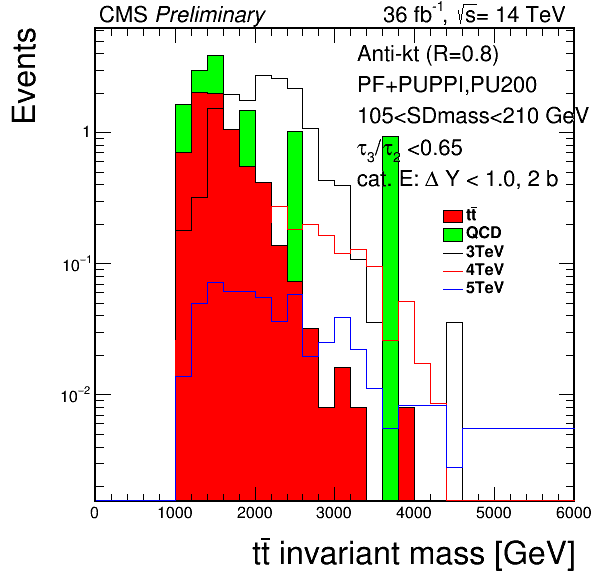 CMS Preliminary 36 fb⁻¹, √s= 14 TeV
Events
Anti-kt (R=0.8)
PF+PUPPI,PU200
105<SDmass<210 GeV
τ₃/τ₂ <0.65
cat. E: Δ Y < 1.0, 2 b
tt̄
QCD
3TeV
4TeV
5TeV
1
10⁻¹
10⁻²
0 1000 2000 3000 4000 5000 6000
tt̄ invariant mass [GeV]